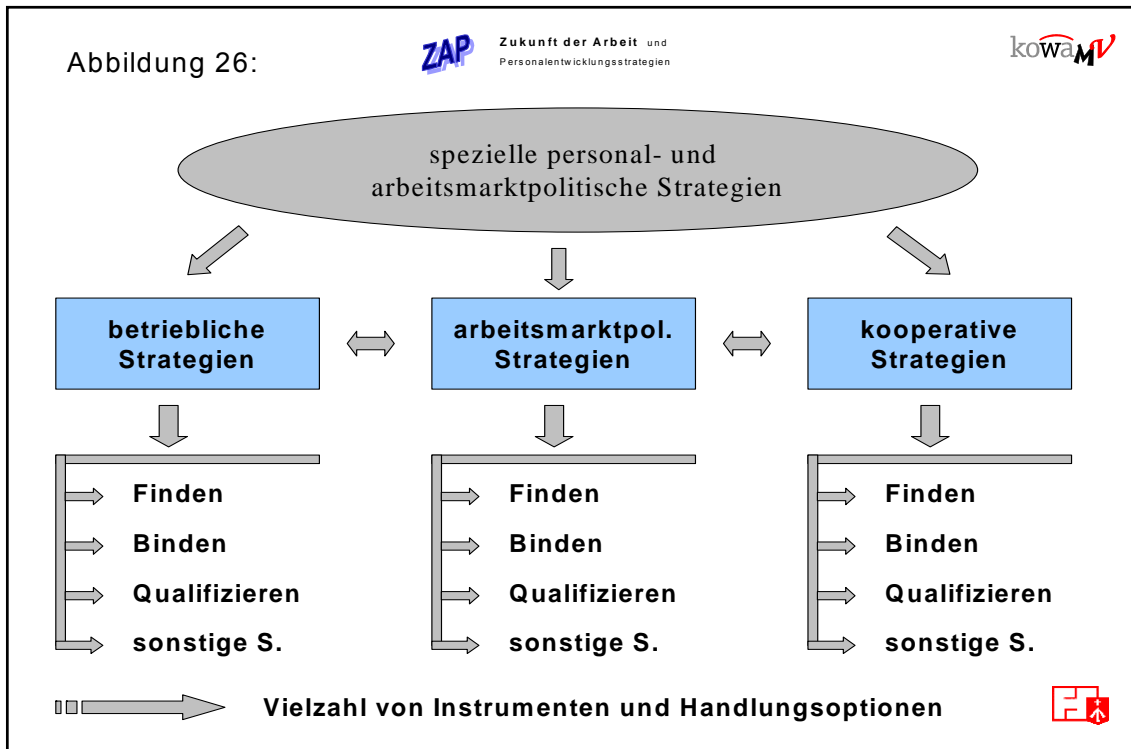 Abbildung 26:
ZAP
Zukunft der Arbeit und
Personalentwicklungsstrategien
kowaMV
spezielle personal- und
arbeitsmarktpolitische Strategien
betriebliche
Strategien
arbeitsmarktpol.
Strategien
kooperative
Strategien
Finden
Binden
Qualifizieren
sonstige S.
Finden
Binden
Qualifizieren
sonstige S.
Finden
Binden
Qualifizieren
sonstige S.
Vielzahl von Instrumenten und Handlungsoptionen